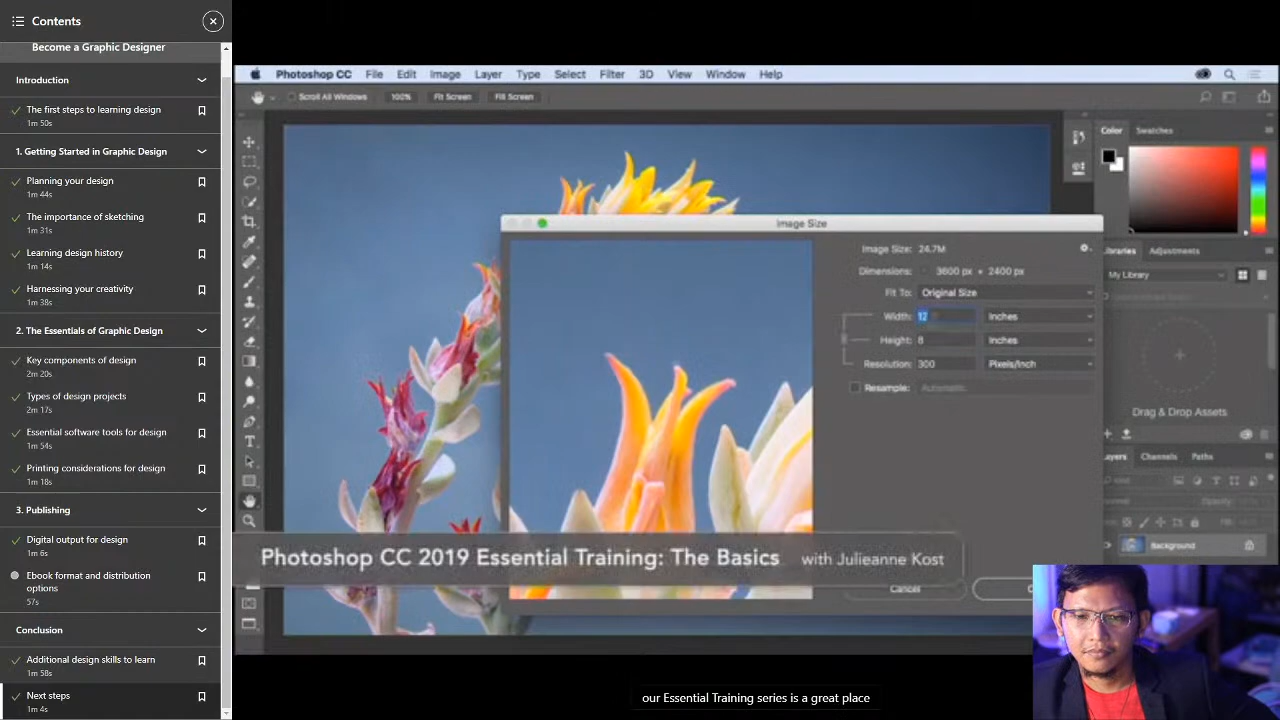 Contents
Become a Graphic Designer
Introduction
The first steps to learning design
1m 50s
1. Getting Started in Graphic Design
Planning your design
1m 44s
The importance of sketching
1m 31s
Learning design history
1m 14s
Harnessing your creativity
1m 38s
2. The Essentials of Graphic Design
Key components of design
2m 20s
Types of design projects
2m 17s
Essential software tools for design
1m 54s
Printing considerations for design
1m 18s
3. Publishing
Digital output for design
1m 6s
Ebook format and distribution
options
57s
Conclusion
Additional design skills to learn
1m 58s
Next steps
1m 4s
Photoshop CC File Edit Image Layer Type Select Filter 3D View Window Help
Scroll All Windows 100% Fit Screen Fill Screen
Color Swatches
Image Size
Image Size: 24.7M
Dimensions: 3600 px × 2400 px
Fit To: Original Size
Width: 12 Inches
Height: 8 Inches
Resolution: 300 Pixels/Inch
Resample: Automatic
Cancel
Libraries Adjustments
My Library
Drag & Drop Assets
Layers Channels Paths
Background
Photoshop CC 2019 Essential Training: The Basics with Julieanne Kost
our Essential Training series is a great place